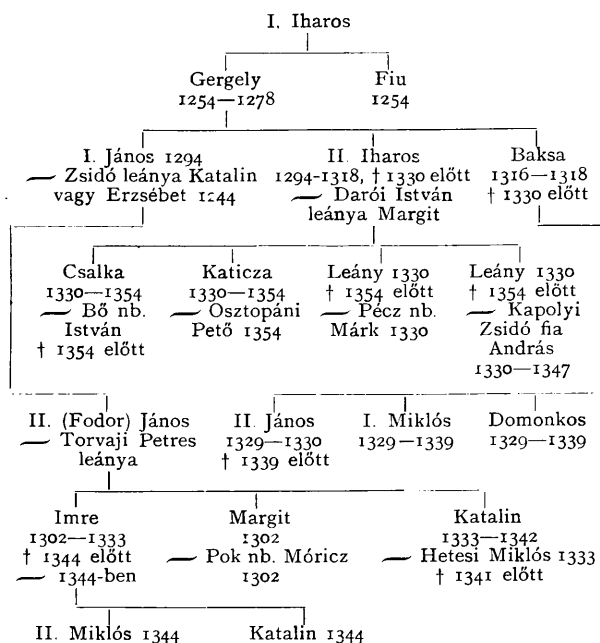 I. Iharos
Gergely
1254—1278
Fiu
1254
I. János 1294
— Zsidó leánya Katalin
vagy Erzsébet 1244
II. Iharos
1294-1318, † 1330 előtt
— Darói István
leánya Margit
Baksa
1316—1318
† 1330 előtt
Csalka
1330—1354
— Bő nb.
István
† 1354 előtt
Katicza
1330—1354
— Osztopáni
Pető 1354
Leány 1330
† 1354 előtt
— Pécz nb.
Márk 1330
Leány 1330
† 1354 előtt
— Kapolyi
Zsidó fia
András
1330—1347
II. (Fodor) János
— Torvaji Petres
leánya
II. János
1329—1330
† 1339 előtt
I. Miklós
1329—1339
Domonkos
1329—1339
Imre
1302—1333
† 1344 előtt
— 1344-ben
Margit
1302
— Pok nb. Móricz
1302
Katalin
1333—1342
— Hetesi Miklós 1333
† 1341 előtt
II. Miklós 1344
Katalin 1344